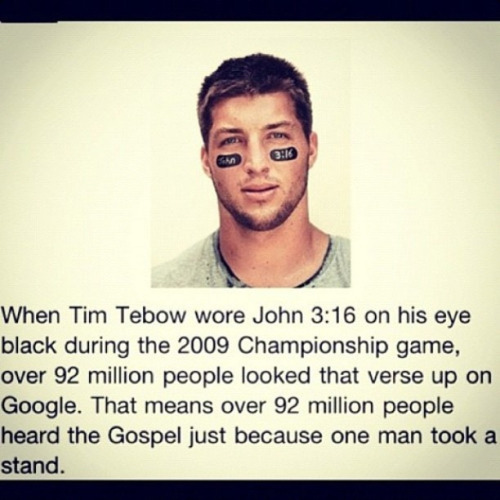 John
3:16
When Tim Tebow wore John 3:16 on his eye
black during the 2009 Championship game,
over 92 million people looked that verse up on
Google. That means over 92 million people
heard the Gospel just because one man took a
stand.